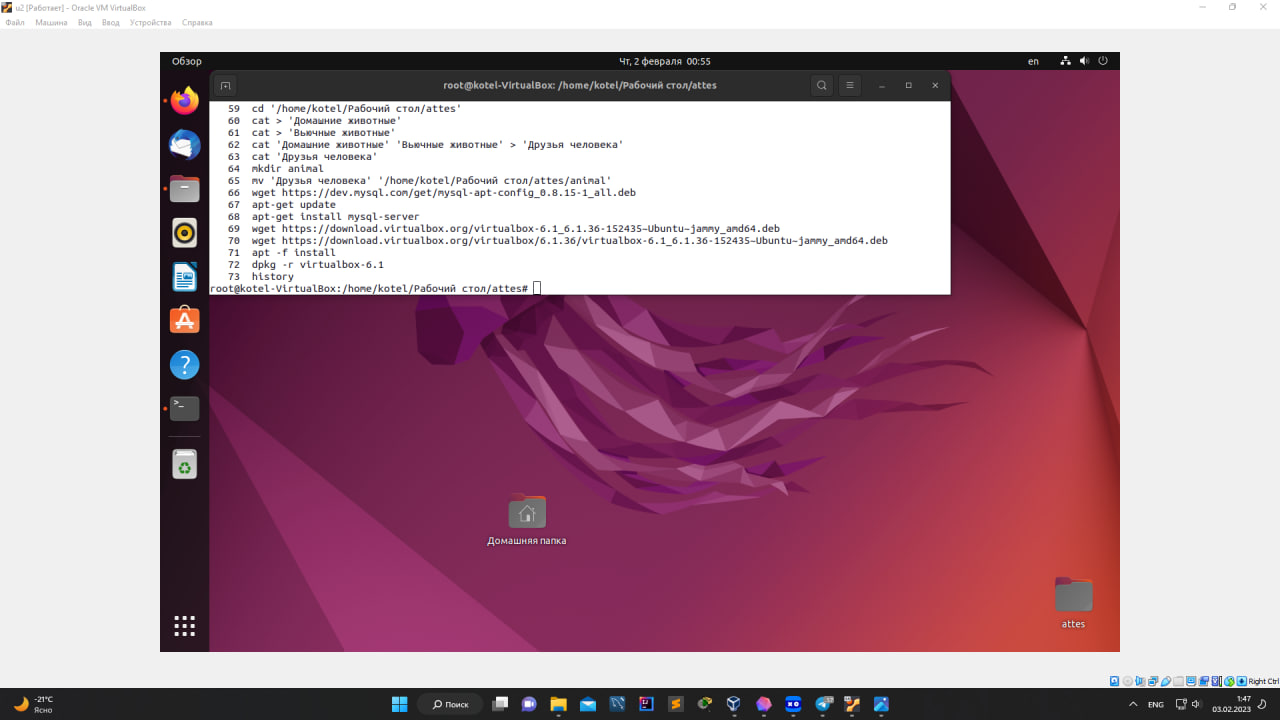 u2 [Работает] - Oracle VM VirtualBox
Файл Машина Вид Ввод Устройства Справка
Обзор Чт, 2 февраля 00:55 en
root@kotel-VirtualBox: /home/kotel/Рабочий стол/attes
59 cd '/home/kotel/Рабочий стол/attes'
60 cat > 'Домашние животные'
61 cat > 'Вьючные животные'
62 cat 'Домашние животные' 'Вьючные животные' > 'Друзья человека'
63 cat 'Друзья человека'
64 mkdir animal
65 mv 'Друзья человека' '/home/kotel/Рабочий стол/attes/animal'
66 wget https://dev.mysql.com/get/mysql-apt-config_0.8.15-1_all.deb
67 apt-get update
68 apt-get install mysql-server
69 wget https://download.virtualbox.org/virtualbox-6.1_6.1.36-152435~Ubuntu~jammy_amd64.deb
70 wget https://download.virtualbox.org/virtualbox/6.1.36/virtualbox-6.1_6.1.36-152435~Ubuntu~jammy_amd64.deb
71 apt -f install
72 dpkg -r virtualbox-6.1
73 history
root@kotel-VirtualBox:/home/kotel/Рабочий стол/attes#
Домашняя папка
attes
Right Ctrl
-21°C
Ясно
Поиск
ENG
1:47
03.02.2023